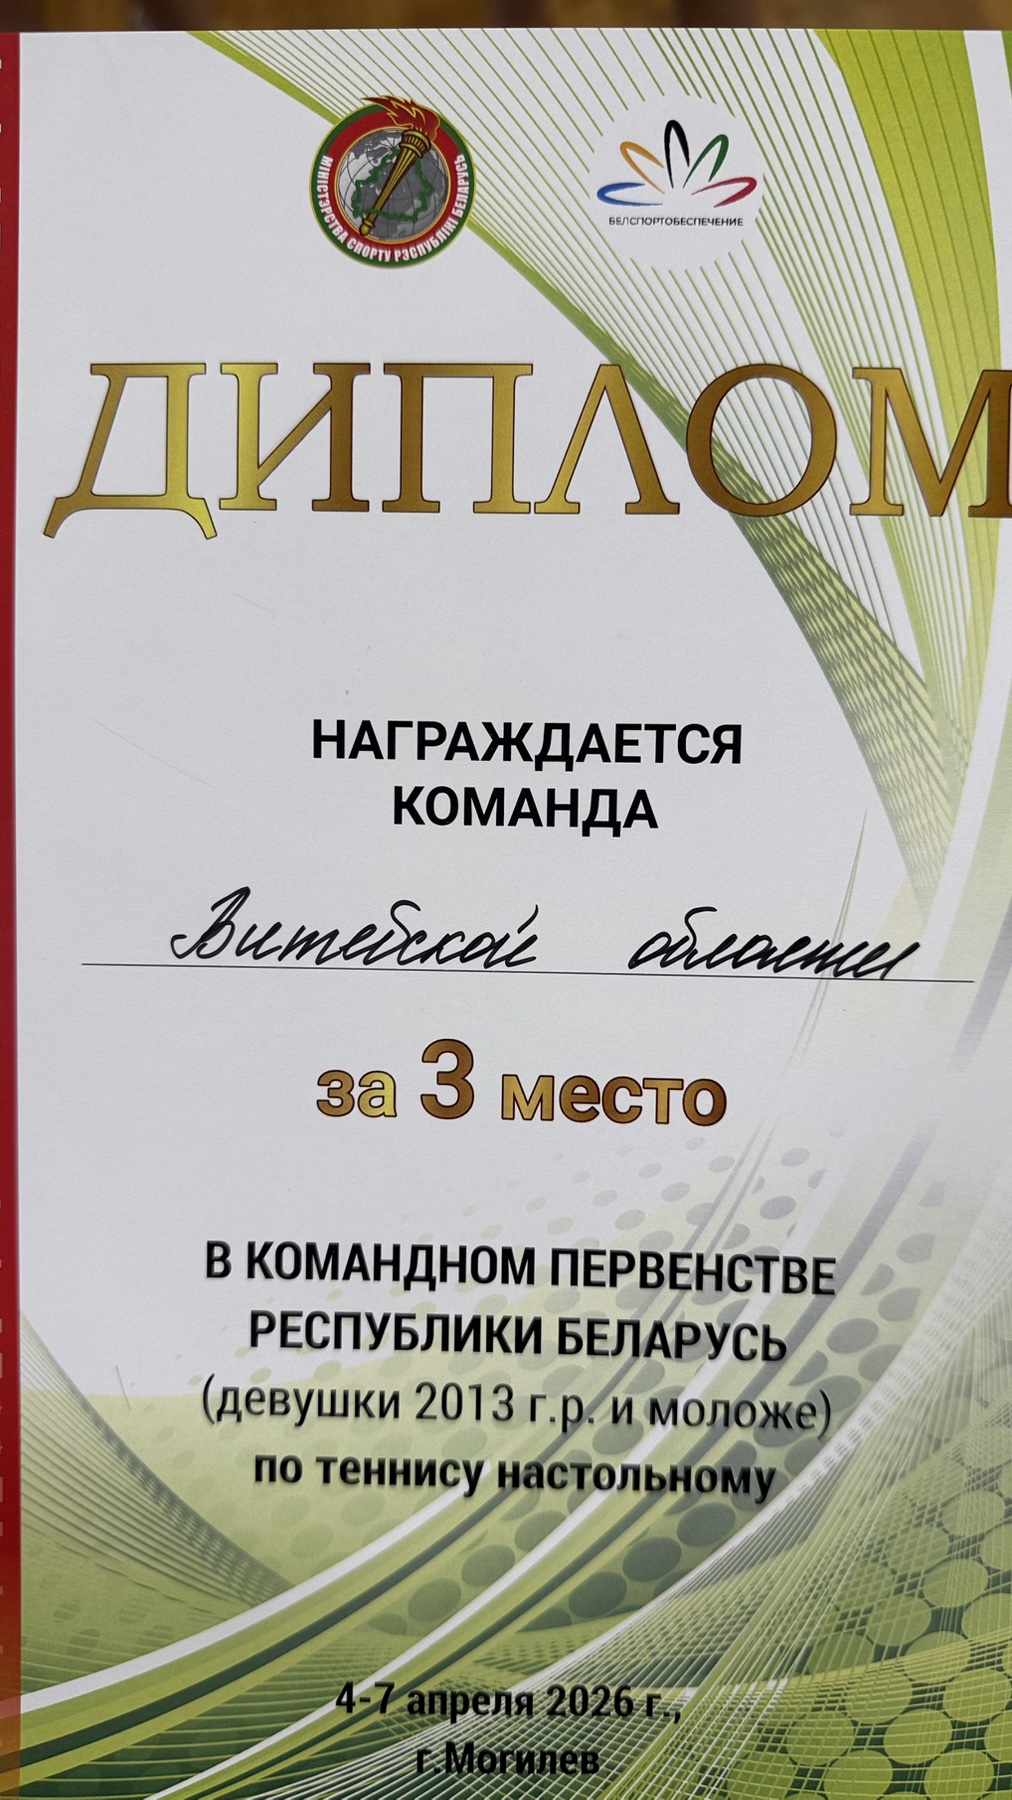 МІНІСТЭРСТВА СПОРТУ РЭСПУБЛІКІ БЕЛАРУСЬ
БЕЛСПОРТОБЕСПЕЧЕНИЕ
ДИПЛОМ
НАГРАЖДАЕТСЯ
КОМАНДА
Витебской области
за 3 место
В КОМАНДНОМ ПЕРВЕНСТВЕ
РЕСПУБЛИКИ БЕЛАРУСЬ
(девушки 2013 г.р. и моложе)
по теннису настольному
4-7 апреля 2026 г.,
г.Могилев